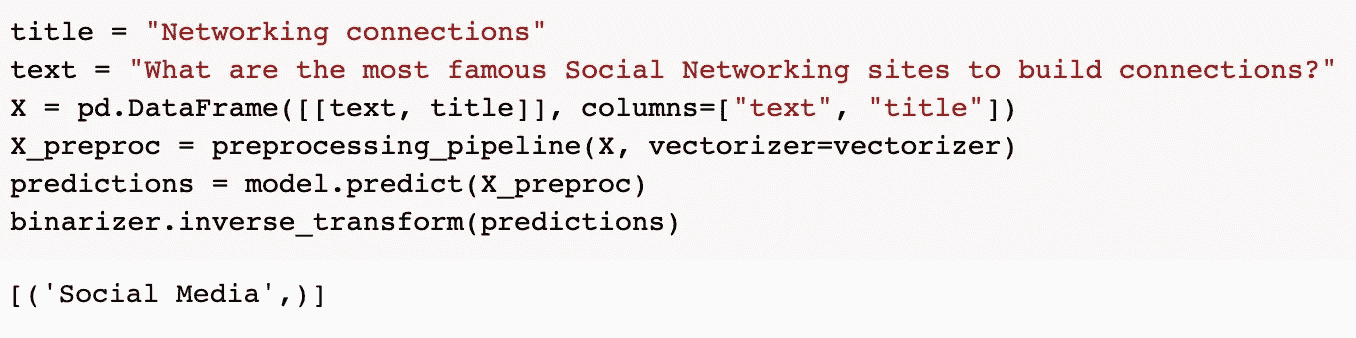 title = "Networking connections"
text = "What are the most famous Social Networking sites to build connections?"
X = pd.DataFrame([[text, title]], columns=["text", "title"])
X_preproc = preprocessing_pipeline(X, vectorizer=vectorizer)
predictions = model.predict(X_preproc)
binarizer.inverse_transform(predictions)
[('Social Media',)]